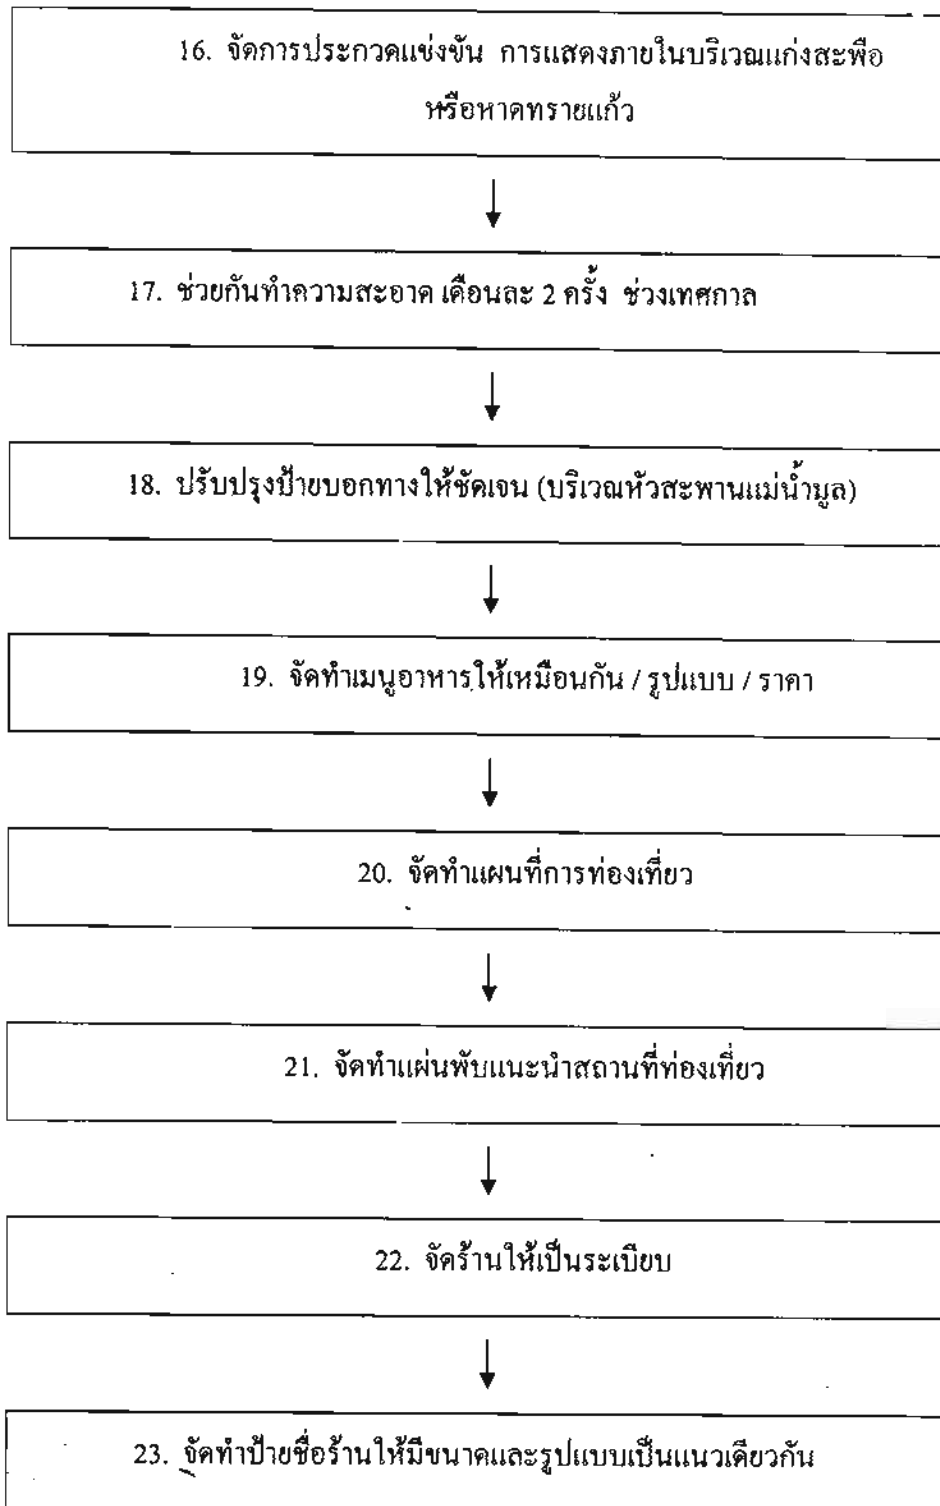 16. จัดการประกวดแข่งขัน การแสดงภายในบริเวณแก่งสะพือ
หรือหาดทรายแก้ว
17. ช่วยกันทำความสะอาด เดือนละ 2 ครั้ง ช่วงเทศกาล
18. ปรับปรุงป้ายบอกทางให้ชัดเจน (บริเวณหัวสะพานแม่น้ำมูล)
19. จัดทำเมนูอาหารให้เหมือนกัน / รูปแบบ / ราคา
20. จัดทำแผนที่การท่องเที่ยว
21. จัดทำแผ่นพับแนะนำสถานที่ท่องเที่ยว
22. จัดร้านให้เป็นระเบียบ
23. จัดทำป้ายชื่อร้านให้มีขนาดและรูปแบบเป็นแนวเดียวกัน